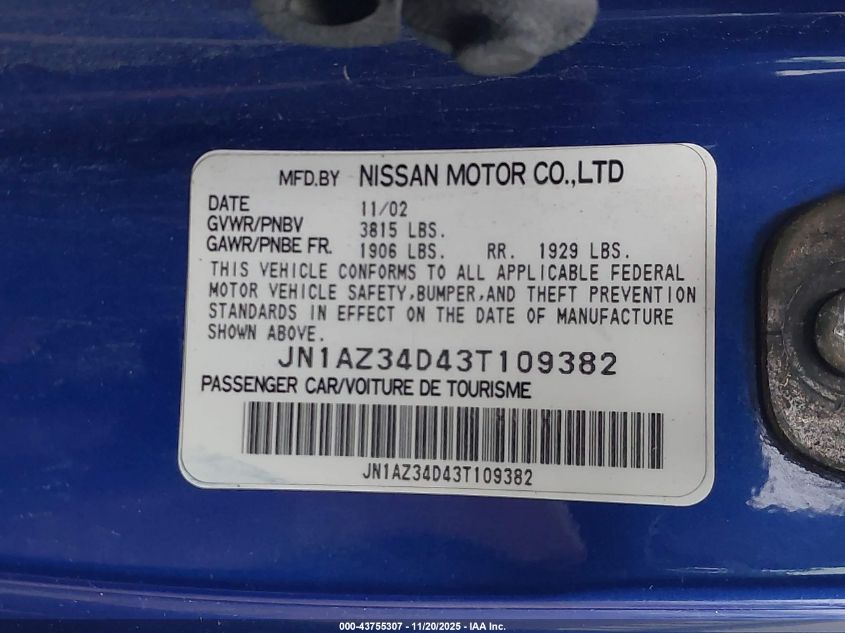 MFD.BY NISSAN MOTOR CO.,LTD
DATE 11/02
GVWR/PNBV 3815 LBS.
GAWR/PNBE FR. 1906 LBS. RR. 1929 LBS.
THIS VEHICLE CONFORMS TO ALL APPLICABLE FEDERAL
MOTOR VEHICLE SAFETY,BUMPER,AND THEFT PREVENTION
STANDARDS IN EFFECT ON THE DATE OF MANUFACTURE
SHOWN ABOVE.
JN1AZ34D43T109382
PASSENGER CAR/VOITURE DE TOURISME
JN1AZ34D43T109382
000-43755307 - 11/20/2025 - IAA Inc.